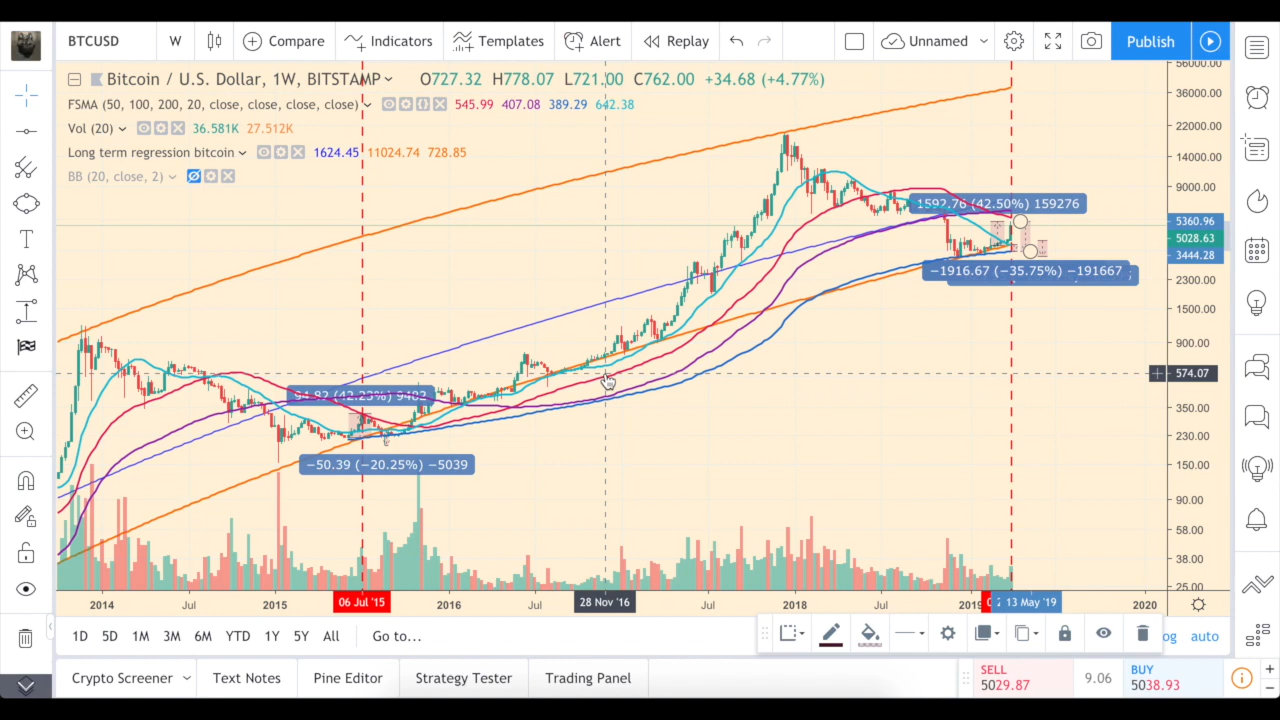 BTCUSD W Compare Indicators Templates Alert Replay Unnamed Publish
Bitcoin / U.S. Dollar, 1W, BITSTAMP O727.32 H778.07 L721.00 C762.00 +34.68 (+4.77%)
FSMA (50, 100, 200, 20, close, close, close, close) 545.99 407.08 389.29 642.38
Vol (20) 36.581K 27.512K
Long term regression bitcoin 1624.45 11024.74 728.85
BB (20, close, 2)
56000.00
36000.00
22000.00
14000.00
9000.00
1592.76 (42.50%) 159276
5360.96
5028.63
3444.28
−1916.67 (−35.75%) −191667
2300.00
1500.00
900.00
574.07
94.82 (42.23%) 9482
350.00
230.00
−50.39 (−20.25%) −5039
150.00
90.00
58.00
38.00
25.00
2014 Jul 2015 06 Jul '15 2016 Jul 28 Nov '16 Jul 2018 Jul 2019 13 May '19 2020
1D 5D 1M 3M 6M YTD 1Y 5Y All Go to... auto
Crypto Screener Text Notes Pine Editor Strategy Tester Trading Panel
SELL 5029.87 9.06 BUY 5038.93